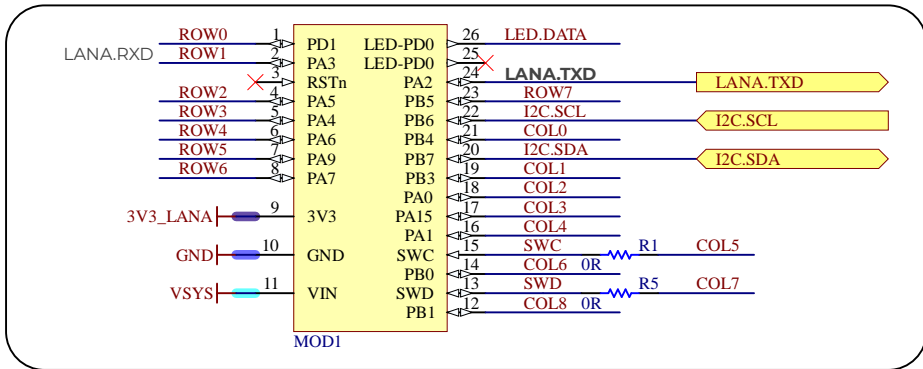 ROW0 1 PD1 LED-PD0 26 LED.DATA
LANA.RXD ROW1 2 PA3 LED-PD0 25
3 RSTn PA2 24 LANA.TXD LANA.TXD
ROW2 4 PA5 PB5 23 ROW7
ROW3 5 PA4 PB6 22 I2C.SCL I2C.SCL
ROW4 6 PA6 PB4 21 COL0
ROW5 7 PA9 PB7 20 I2C.SDA I2C.SDA
ROW6 8 PA7 PB3 19 COL1
PA0 18 COL2
3V3_LANA 9 3V3 PA15 17 COL3
PA1 16 COL4
GND 10 GND SWC 15 SWC R1 COL5
PB0 14 COL6 0R
VSYS 11 VIN SWD 13 SWD R5 COL7
PB1 12 COL8 0R
MOD1